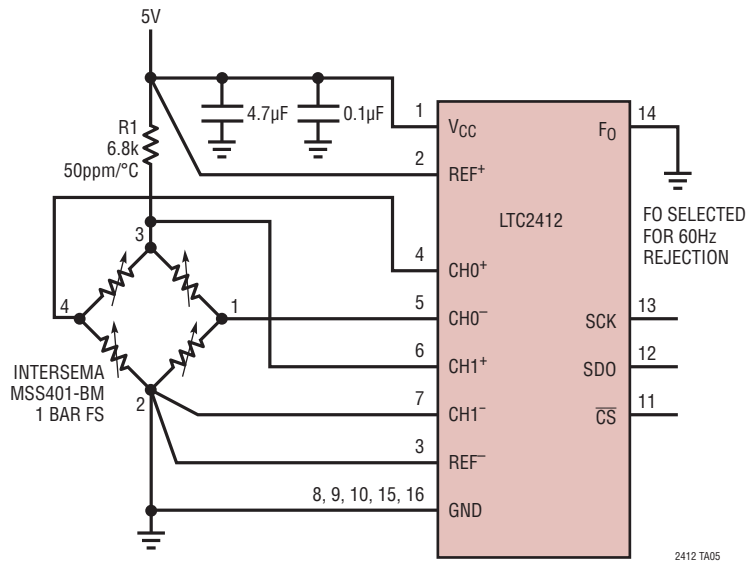 5V
R1
6.8k
50ppm/°C
4.7µF
0.1µF
1
VCC
2
REF+
LTC2412
14
FO
FO SELECTED
FOR 60Hz
REJECTION
3
4
1
2
INTERSEMA
MSS401-BM
1 BAR FS
4
CH0+
5
CH0−
6
CH1+
7
CH1−
3
REF−
8, 9, 10, 15, 16
GND
13
SCK
12
SDO
11
CS
2412 TA05